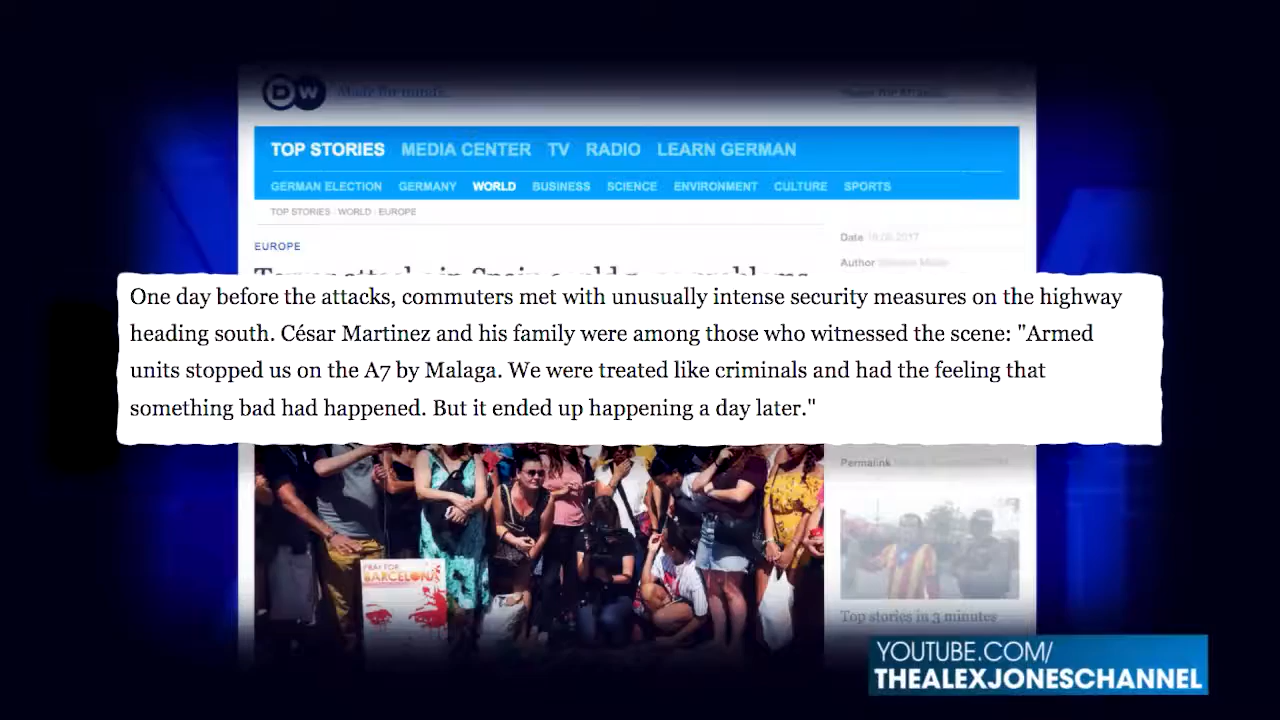 DW Made for minds.
TOP STORIES MEDIA CENTER TV RADIO LEARN GERMAN
GERMAN ELECTION GERMANY WORLD BUSINESS SCIENCE ENVIRONMENT CULTURE SPORTS
TOP STORIES WORLD EUROPE
Date 18.08.2017
EUROPE
Author
One day before the attacks, commuters met with unusually intense security measures on the highway
heading south. César Martinez and his family were among those who witnessed the scene: "Armed
units stopped us on the A7 by Malaga. We were treated like criminals and had the feeling that
something bad had happened. But it ended up happening a day later."
Permalink
PRAY FOR
BARCELONA
Top stories in 3 minutes
YOUTUBE.COM/
THEALEXJONESCHANNEL